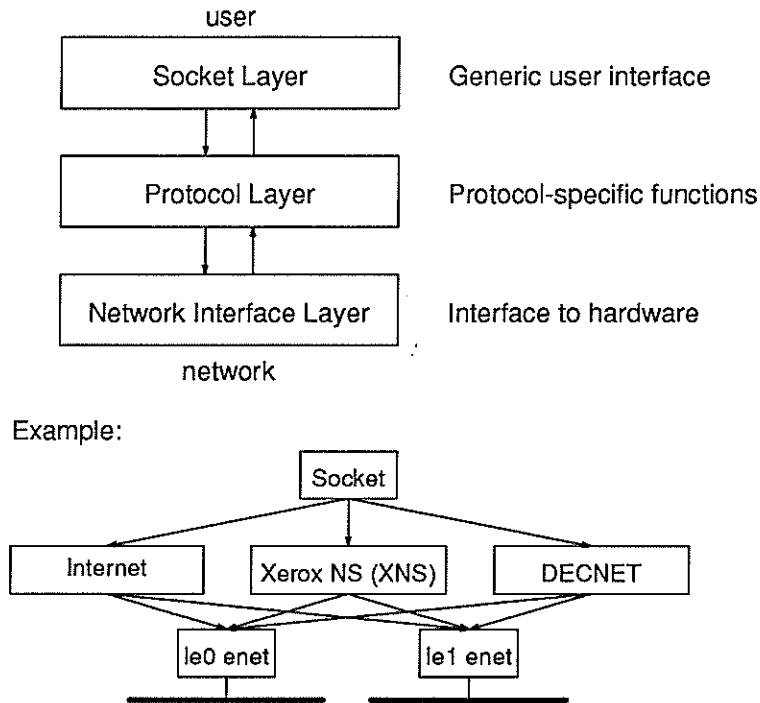 user
Socket Layer
Generic user interface
Protocol Layer
Protocol-specific functions
Network Interface Layer
Interface to hardware
network
Example:
Socket
Internet
Xerox NS (XNS)
DECNET
le0 enet
le1 enet